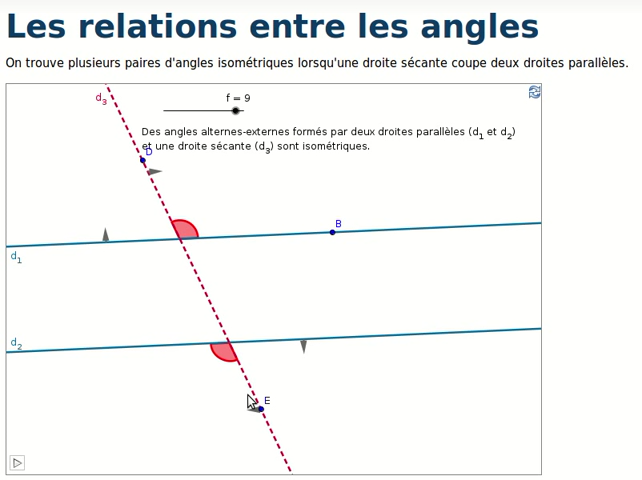 Les relations entre les angles
On trouve plusieurs paires d'angles isométriques lorsqu'une droite sécante coupe deux droites parallèles.
d3
f = 9
Des angles alternes-externes formés par deux droites parallèles (d1 et d2)
et une droite sécante (d3) sont isométriques.
D
B
d1
d2
E